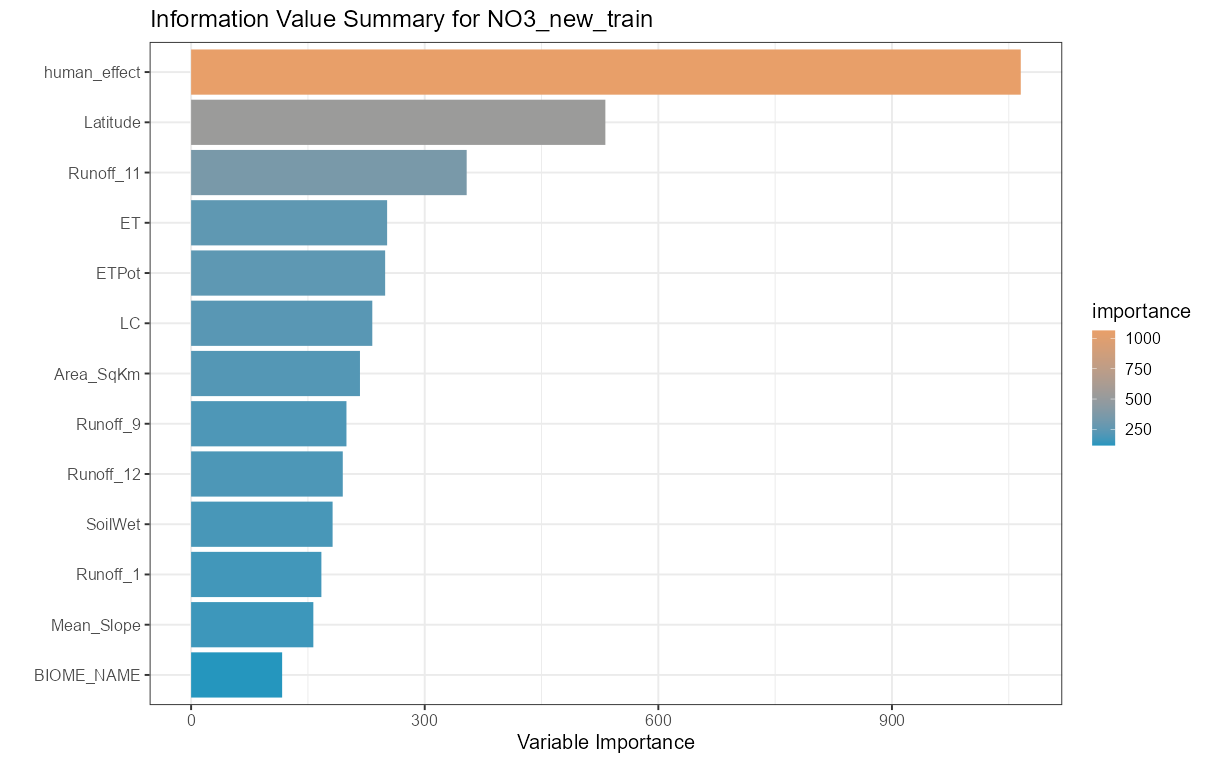 Information Value Summary for NO3_new_train
human_effect
Latitude
Runoff_11
ET
ETPot
LC
Area_SqKm
Runoff_9
Runoff_12
SoilWet
Runoff_1
Mean_Slope
BIOME_NAME
0 300 600 900
Variable Importance
importance
1000
750
500
250